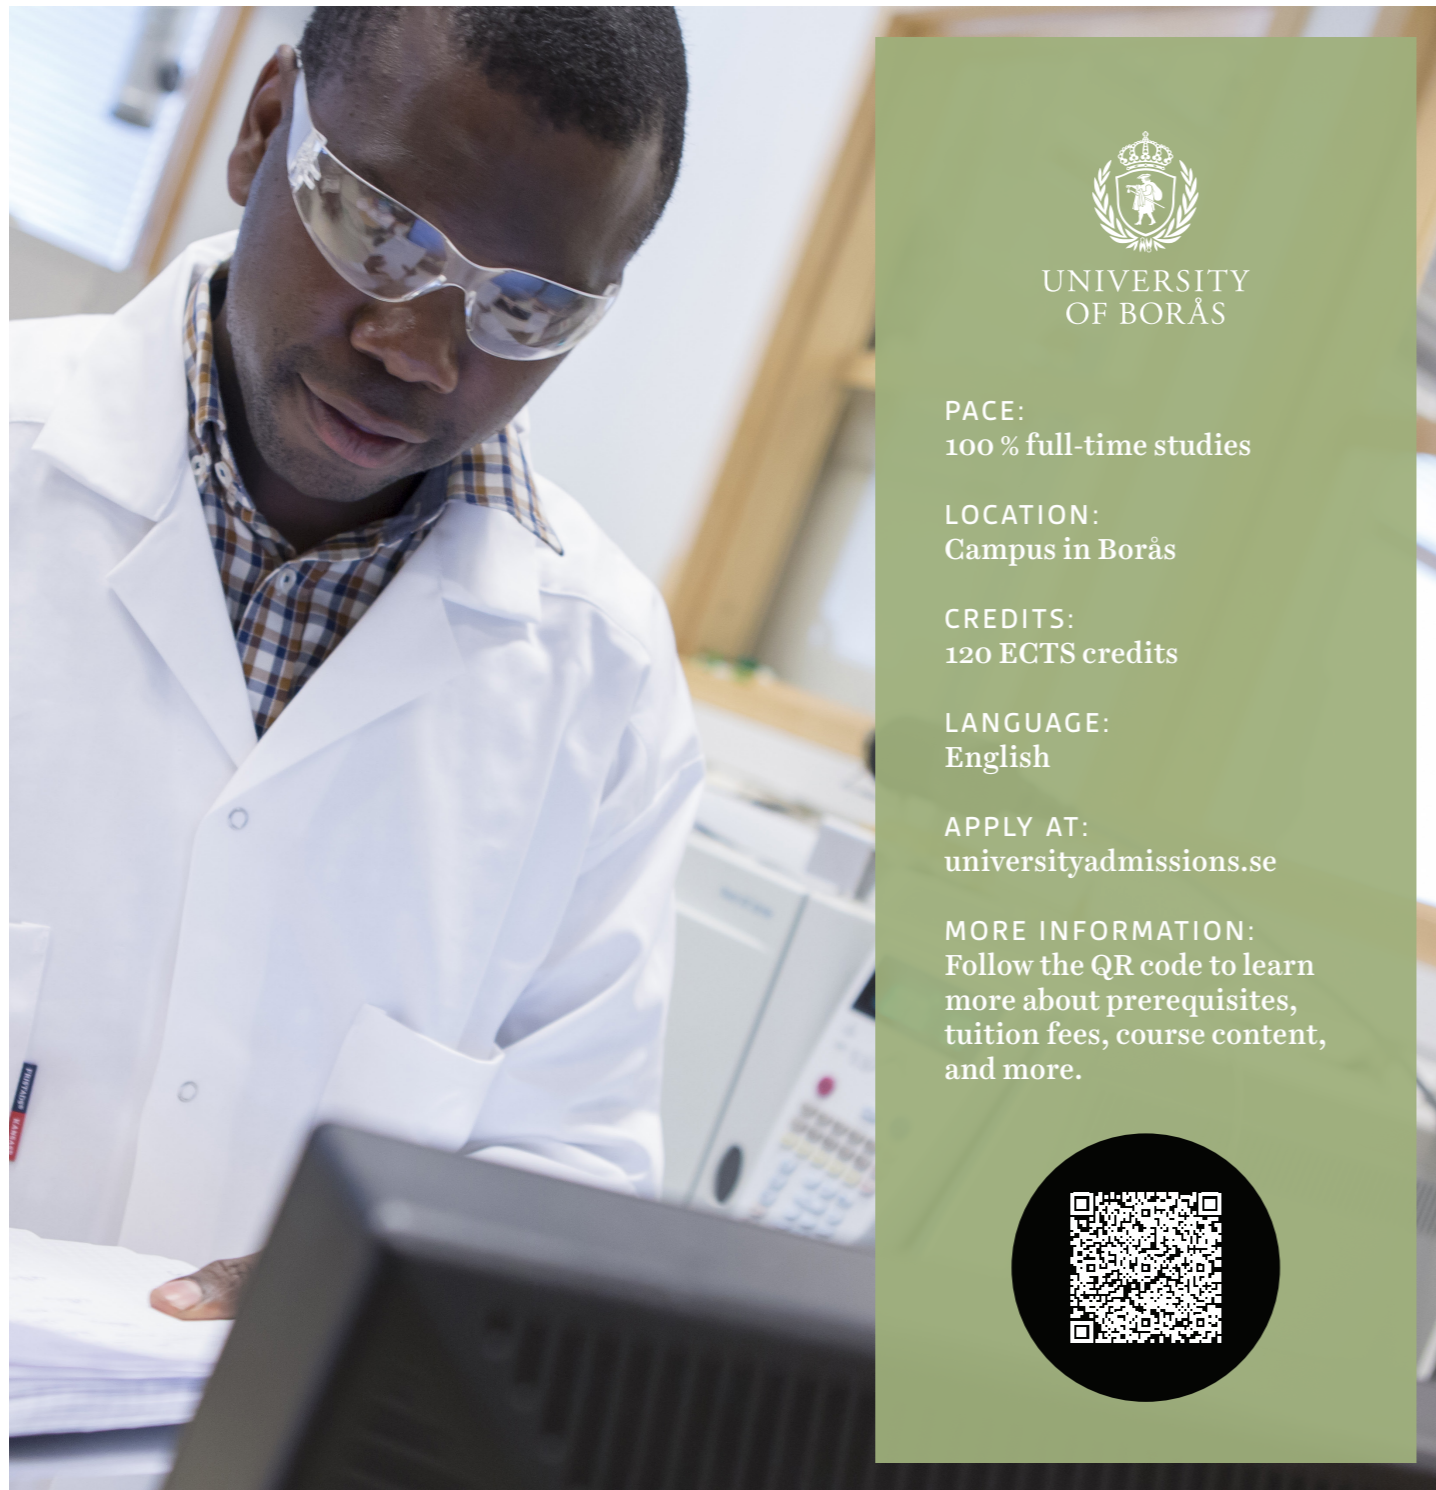 UNIVERSITY
OF BORÅS
PACE:
100 % full-time studies
LOCATION:
Campus in Borås
CREDITS:
120 ECTS credits
LANGUAGE:
English
APPLY AT:
universityadmissions.se
MORE INFORMATION:
Follow the QR code to learn
more about prerequisites,
tuition fees, course content,
and more.
FRISTADS
KANSAS